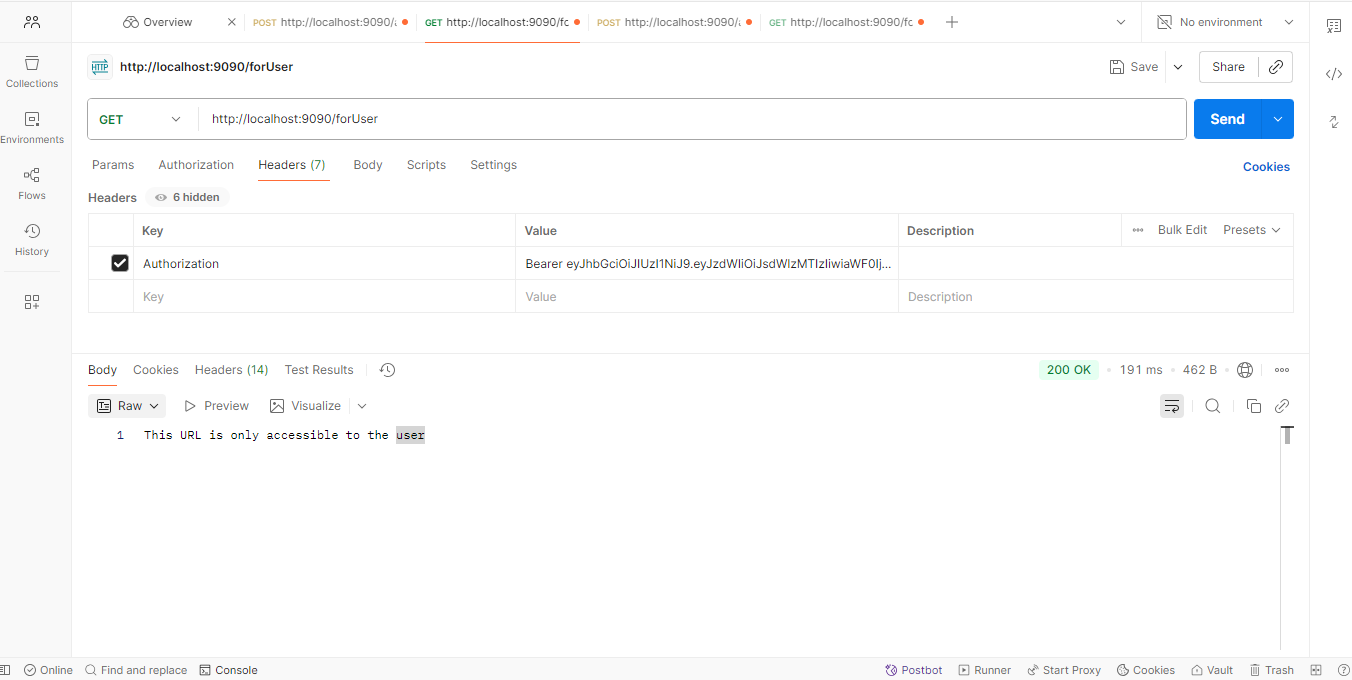 Overview
POST http://localhost:9090/
GET http://localhost:9090/fc
POST http://localhost:9090/
GET http://localhost:9090/fc
No environment
Collections
Environments
Flows
History
HTTP http://localhost:9090/forUser
Save
Share
GET
http://localhost:9090/forUser
Send
Params Authorization Headers (7) Body Scripts Settings
Cookies
Headers 6 hidden
Key Value Description Bulk Edit Presets
Authorization Bearer eyJhbGciOiJIUzI1NiJ9.eyJzdWIiOiJsdWIzMTIzIiwiaWF0Ij...
Key Value Description
Body Cookies Headers (14) Test Results
200 OK • 191 ms • 462 B
Raw Preview Visualize
1 This URL is only accessible to the user
Online Find and replace Console
Postbot Runner Start Proxy Cookies Vault Trash